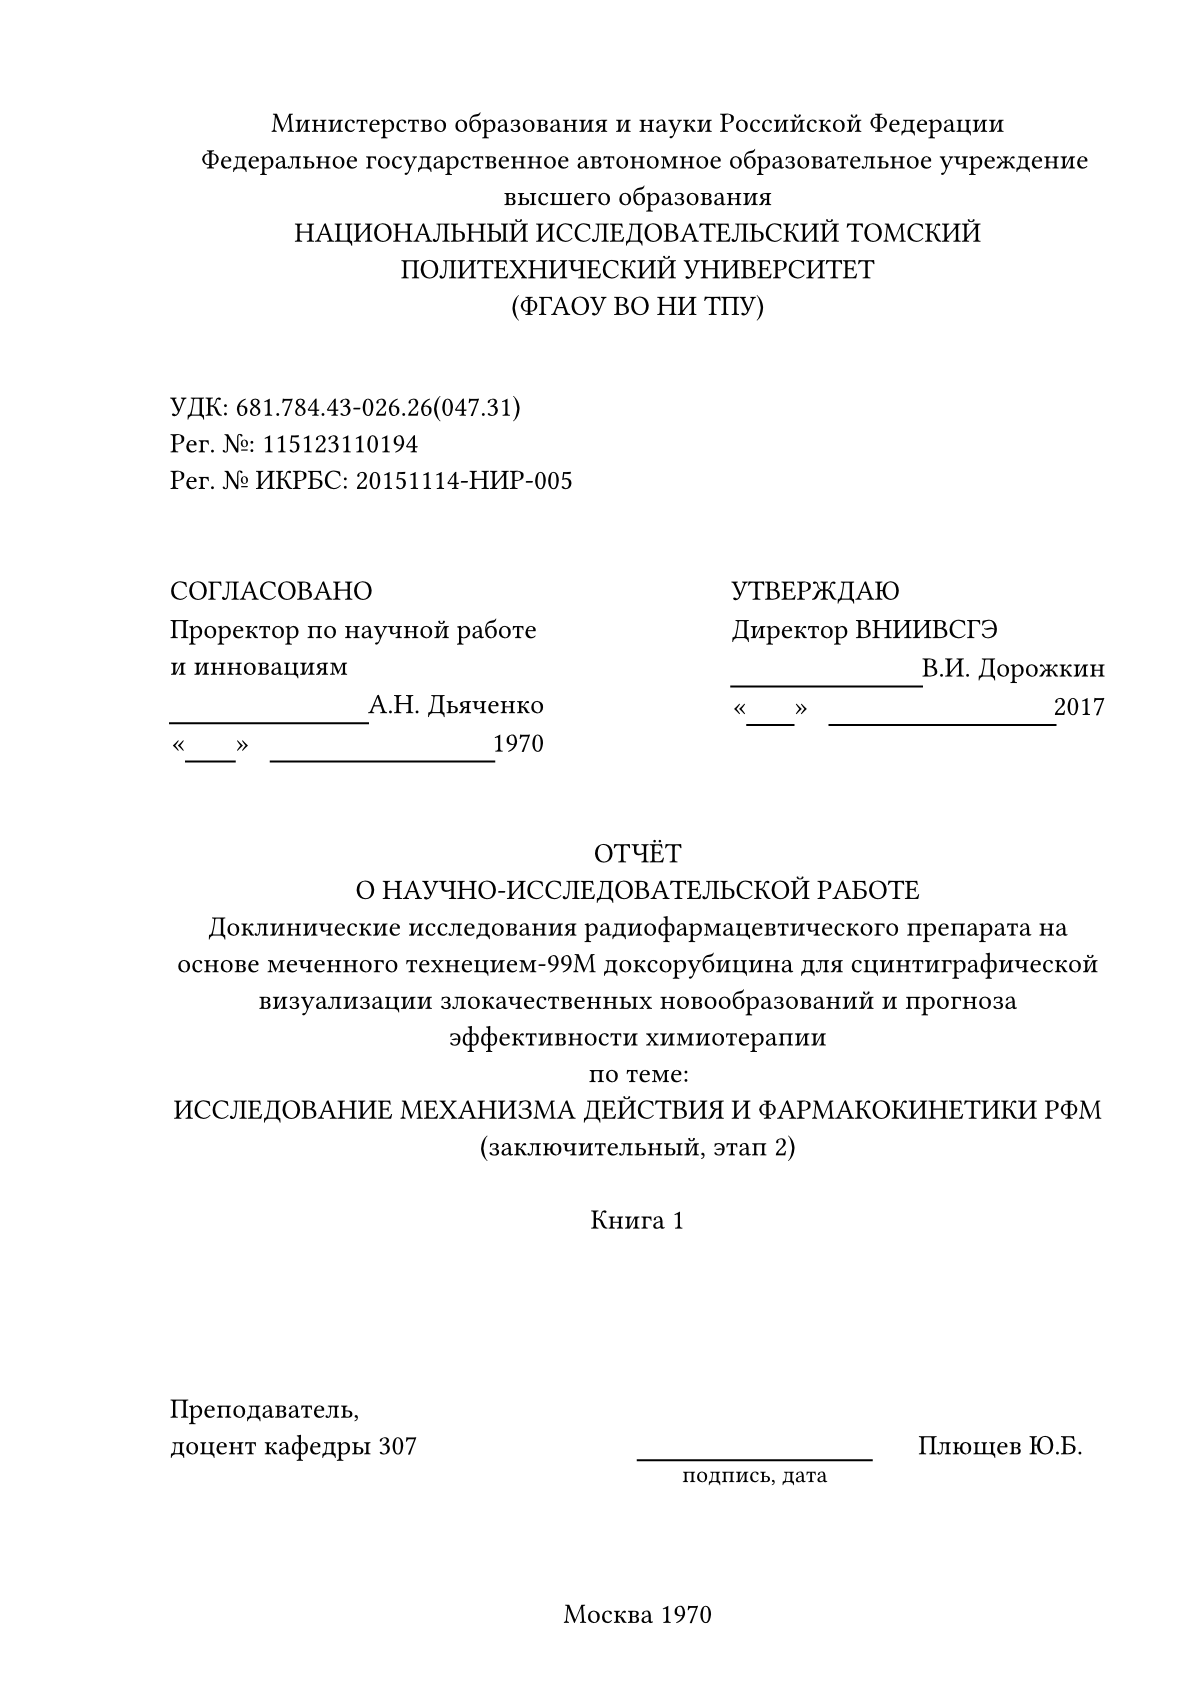 Министерство образования и науки Российской Федерации
Федеральное государственное автономное образовательное учреждение
высшего образования
НАЦИОНАЛЬНЫЙ ИССЛЕДОВАТЕЛЬСКИЙ ТОМСКИЙ
ПОЛИТЕХНИЧЕСКИЙ УНИВЕРСИТЕТ
(ФГАОУ ВО НИ ТПУ)
УДК: 681.784.43-026.26(047.31)
Рег. №: 115123110194
Рег. № ИКРБС: 20151114-НИР-005
СОГЛАСОВАНО
Проректор по научной работе
и инновациям
А.Н. Дьяченко
«____» __________________1970
УТВЕРЖДАЮ
Директор ВНИИВСГЭ
В.И. Дорожкин
«____» __________________2017
ОТЧЁТ
О НАУЧНО-ИССЛЕДОВАТЕЛЬСКОЙ РАБОТЕ
Доклинические исследования радиофармацевтического препарата на
основе меченного технецием-99М доксорубицина для сцинтиграфической
визуализации злокачественных новообразований и прогноза
эффективности химиотерапии
по теме:
ИССЛЕДОВАНИЕ МЕХАНИЗМА ДЕЙСТВИЯ И ФАРМАКОКИНЕТИКИ РФМ
(заключительный, этап 2)
Книга 1
Преподаватель,
доцент кафедры 307
подпись, дата
Плющев Ю.Б.
Москва 1970